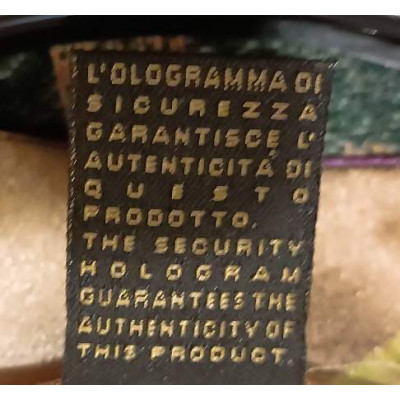 L'OLOGRAMMA DI
SICUREZZA
GARANTISCE L'
AUTENTICITÀ DI
QUESTO
PRODOTTO.
THE SECURITY
HOLOGRAM
GUARANTEES THE
AUTHENTICITY OF
THIS PRODUCT.